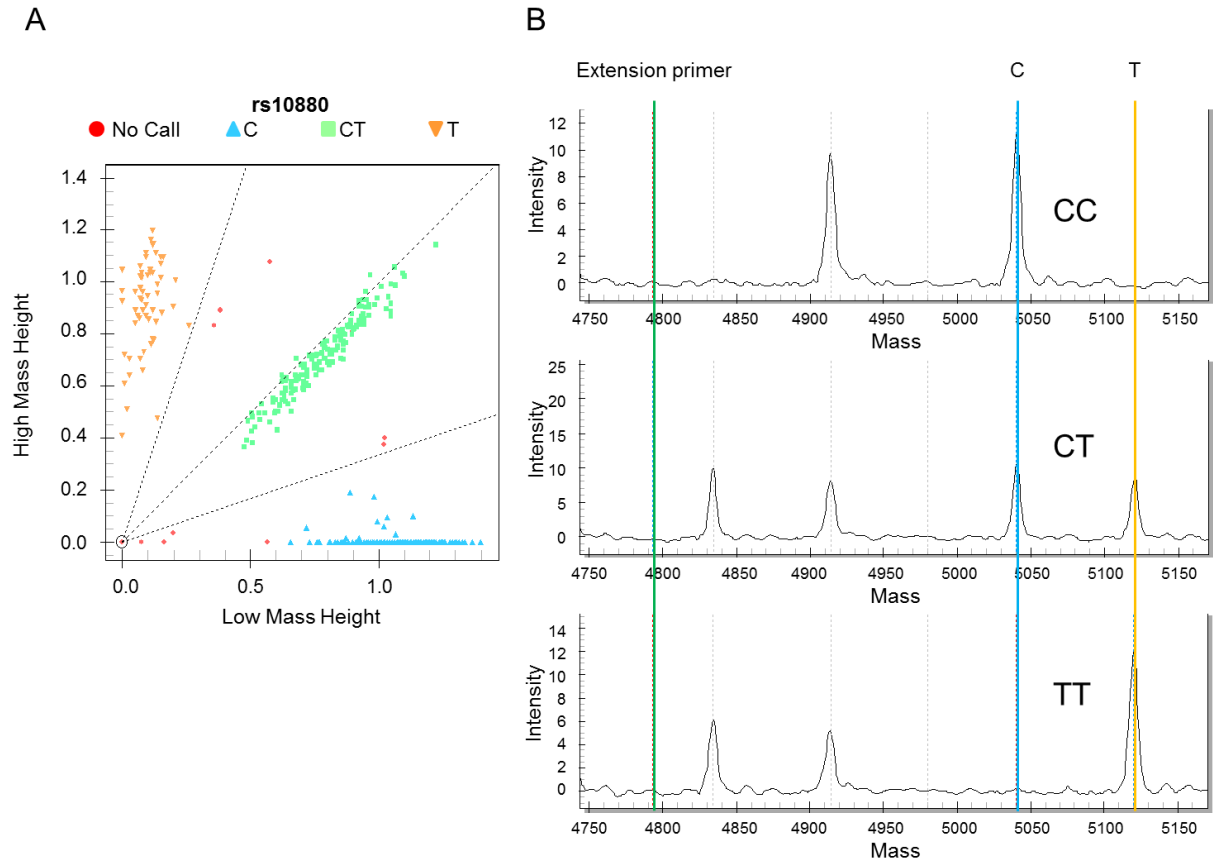 A
rs10880
No Call C CT T
1.4
1.2
1.0
0.8
0.6
0.4
0.2
0.0
High Mass Height
0.0 0.5 1.0
Low Mass Height
B
Extension primer C T
12
10
8
6
4
2
0
Intensity
CC
4750 4800 4850 4900 4950 5000 5050 5100 5150
Mass
25
20
15
10
5
0
Intensity
CT
4750 4800 4850 4900 4950 5000 5050 5100 5150
Mass
14
12
10
8
6
4
2
0
Intensity
TT
4750 4800 4850 4900 4950 5000 5050 5100 5150
Mass